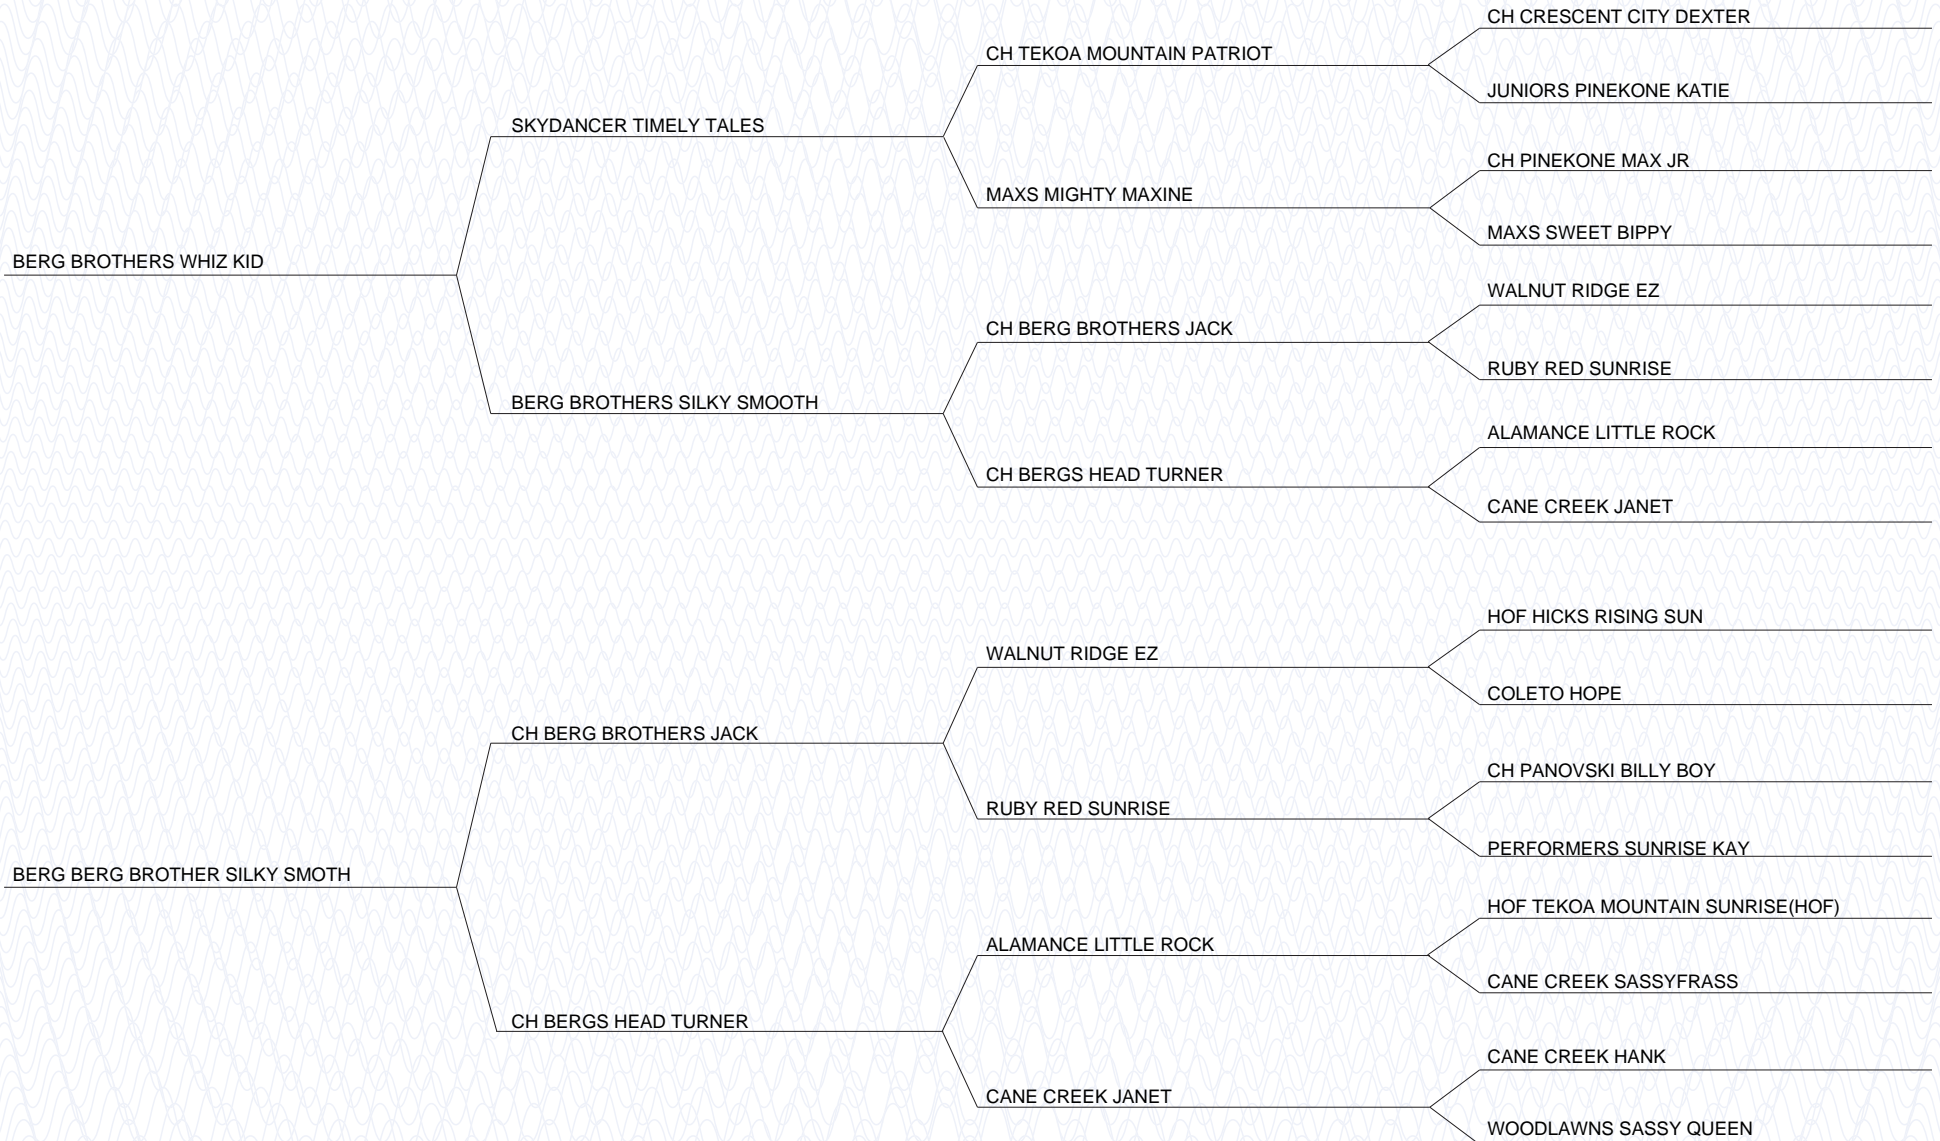 CH CRESCENT CITY DEXTER
CH TEKOA MOUNTAIN PATRIOT
JUNIORS PINEKONE KATIE
SKYDANCER TIMELY TALES
CH PINEKONE MAX JR
MAXS MIGHTY MAXINE
MAXS SWEET BIPPY
BERG BROTHERS WHIZ KID
WALNUT RIDGE EZ
CH BERG BROTHERS JACK
RUBY RED SUNRISE
BERG BROTHERS SILKY SMOOTH
ALAMANCE LITTLE ROCK
CH BERGS HEAD TURNER
CANE CREEK JANET
HOF HICKS RISING SUN
WALNUT RIDGE EZ
COLETO HOPE
CH BERG BROTHERS JACK
CH PANOVSKI BILLY BOY
RUBY RED SUNRISE
PERFORMERS SUNRISE KAY
BERG BERG BROTHER SILKY SMOTH
HOF TEKOA MOUNTAIN SUNRISE(HOF)
ALAMANCE LITTLE ROCK
CANE CREEK SASSYFRASS
CH BERGS HEAD TURNER
CANE CREEK HANK
CANE CREEK JANET
WOODLAWNS SASSY QUEEN